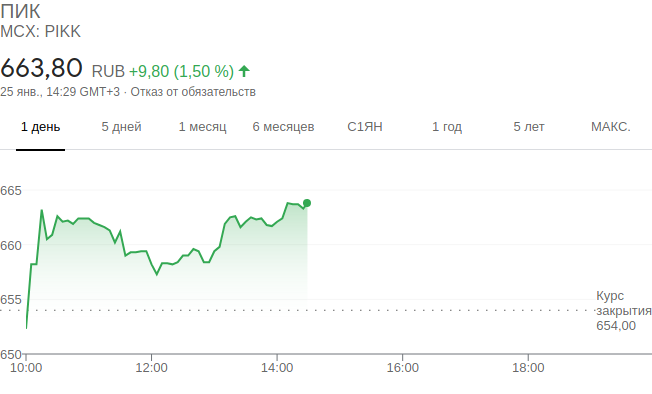 ПИК
MCX: PIKK
663,80 RUB +9,80 (1,50 %)
25 янв., 14:29 GMT+3 · Отказ от обязательств
1 день 5 дней 1 месяц 6 месяцев С1ЯН 1 год 5 лет МАКС.
665
660
655
Курс
закрытия
654,00
650
10:00 12:00 14:00 16:00 18:00